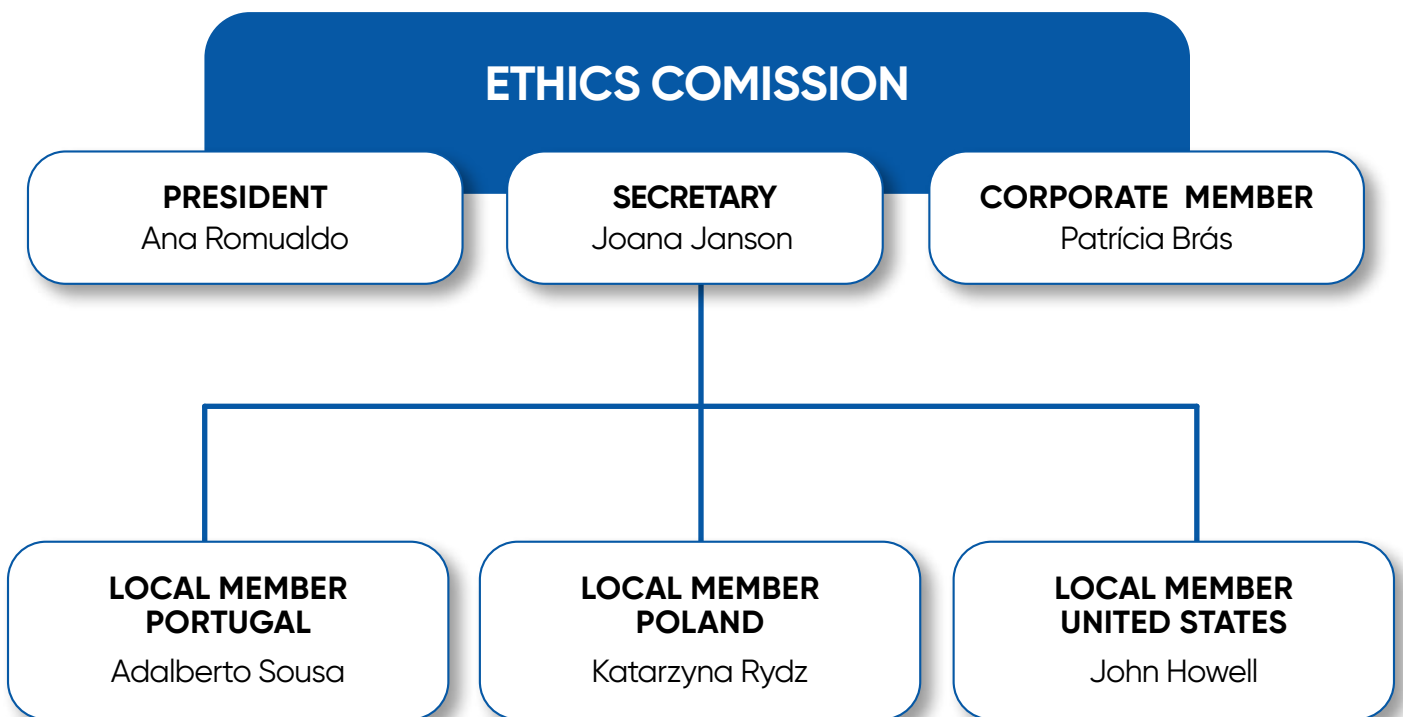 ETHICS COMISSION
PRESIDENT
Ana Romualdo
SECRETARY
Joana Janson
CORPORATE MEMBER
Patrícia Brás
LOCAL MEMBER
PORTUGAL
Adalberto Sousa
LOCAL MEMBER
POLAND
Katarzyna Rydz
LOCAL MEMBER
UNITED STATES
John Howell